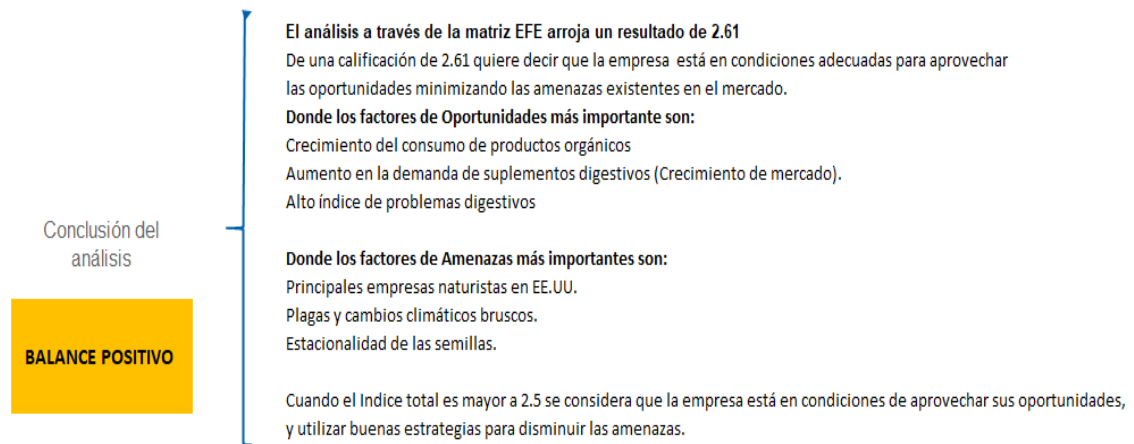 Conclusión del
análisis
BALANCE POSITIVO
El análisis a través de la matriz EFE arroja un resultado de 2.61
De una calificación de 2.61 quiere decir que la empresa está en condiciones adecuadas para aprovechar
las oportunidades minimizando las amenazas existentes en el mercado.
Donde los factores de Oportunidades más importante son:
Crecimiento del consumo de productos orgánicos
Aumento en la demanda de suplementos digestivos (Crecimiento de mercado).
Alto índice de problemas digestivos
Donde los factores de Amenazas más importantes son:
Principales empresas naturistas en EE.UU.
Plagas y cambios climáticos bruscos.
Estacionalidad de las semillas.
Cuando el Indice total es mayor a 2.5 se considera que la empresa está en condiciones de aprovechar sus oportunidades,
y utilizar buenas estrategias para disminuir las amenazas.